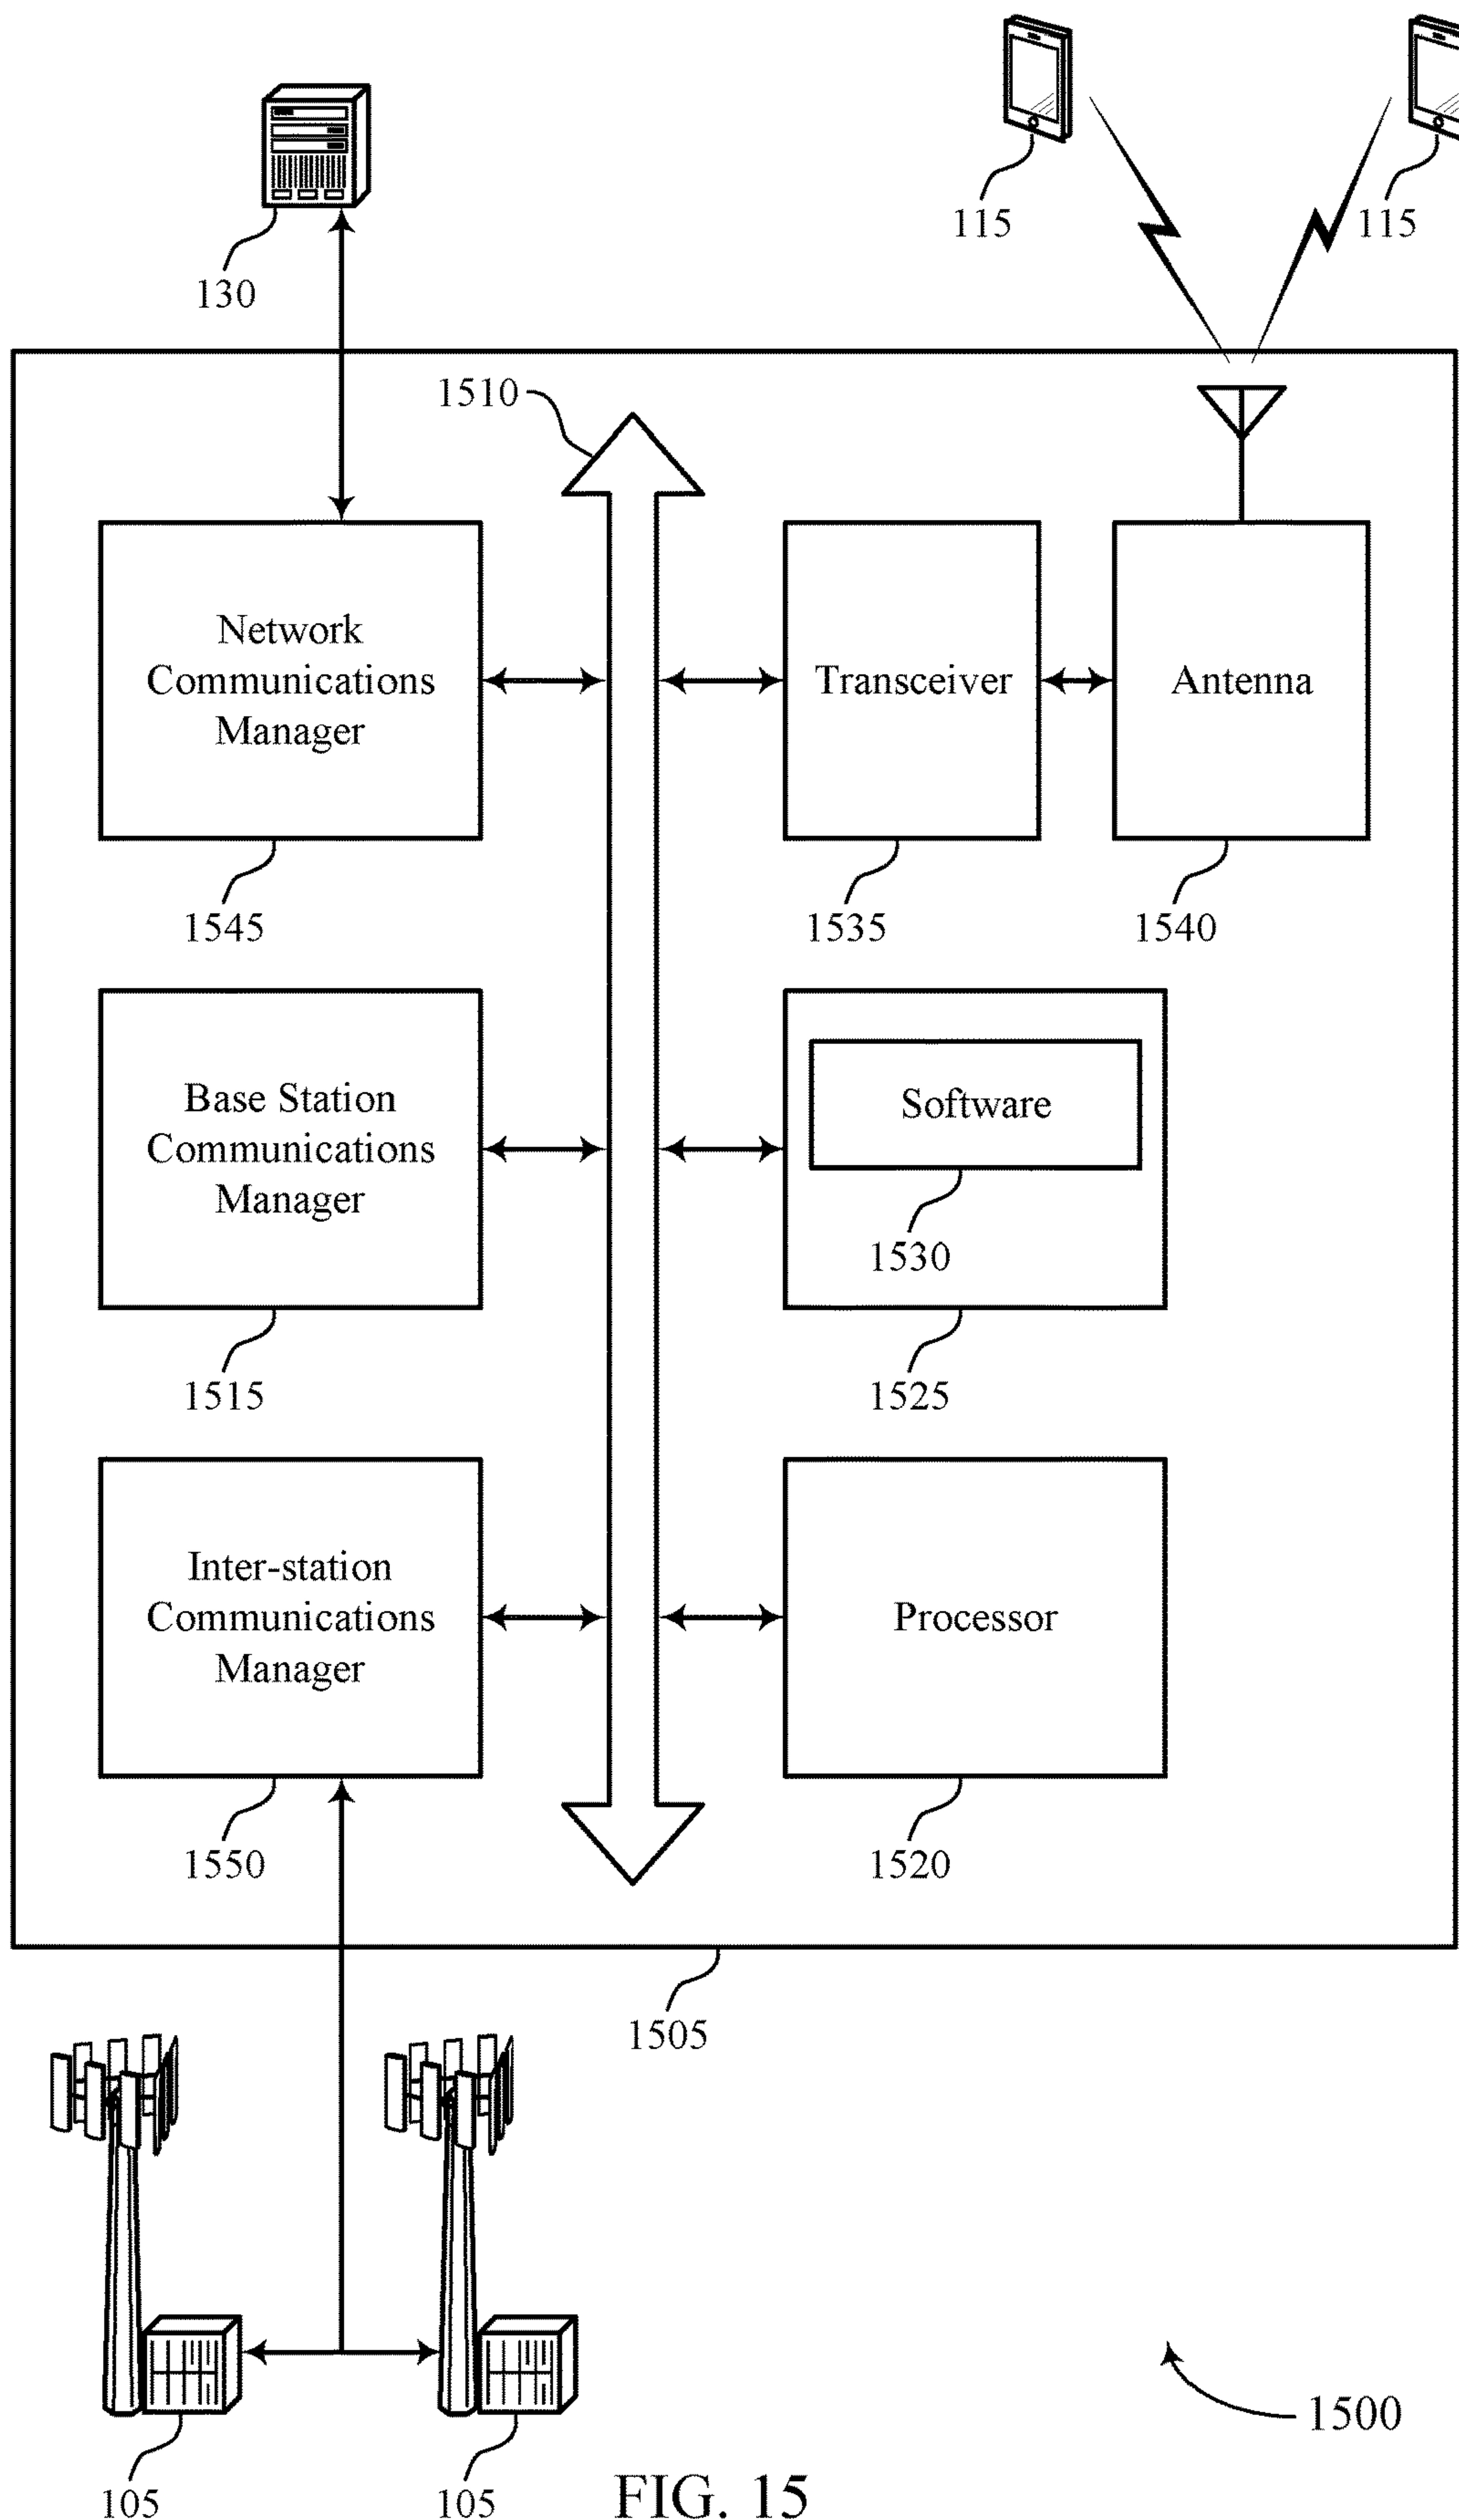 130
115
115
1510
Network
Communications
Manager
Transceiver
Antenna
1545
1535
1540
Base Station
Communications
Manager
Software
1530
1515
1525
Inter-station
Communications
Manager
Processor
1550
1520
1505
1500
105
105
FIG. 15